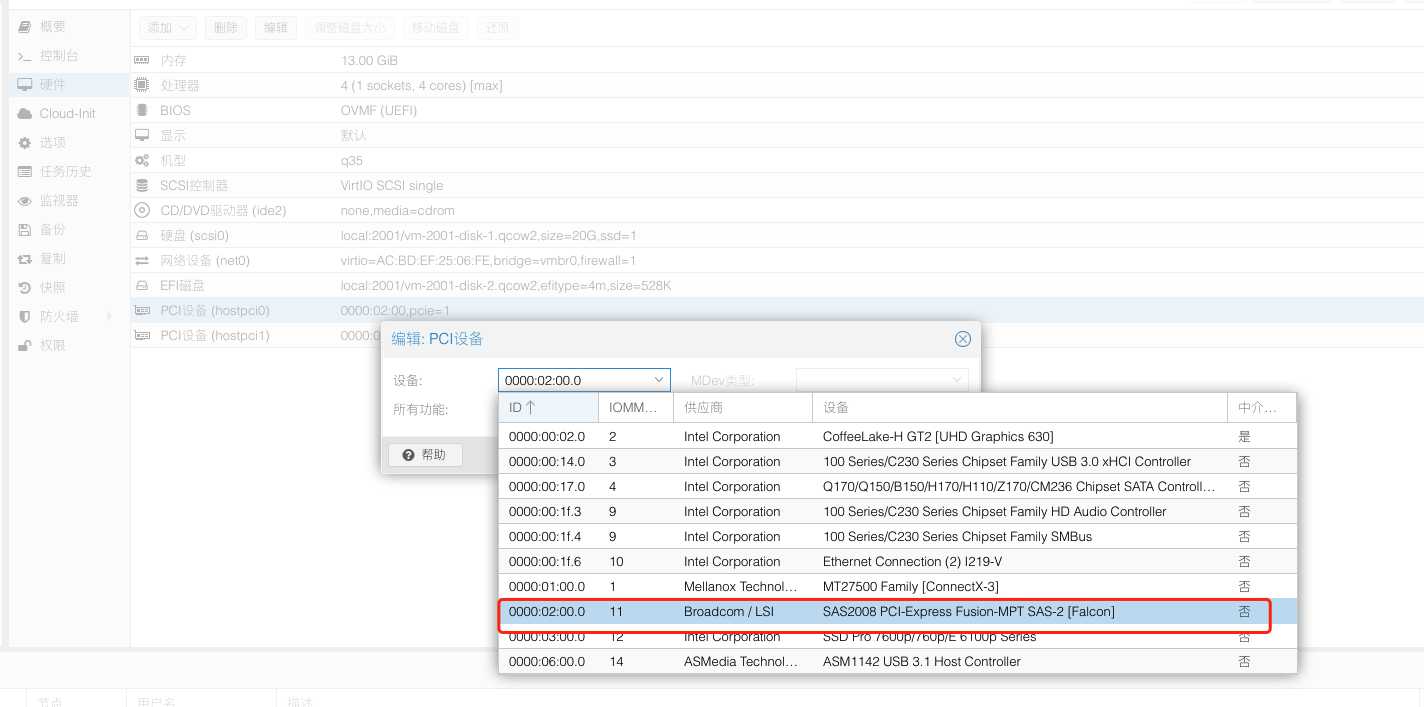 概要
控制台
硬件
Cloud-Init
选项
任务历史
监视器
备份
复制
快照
防火墙
权限
添加 删除 编辑 调整磁盘大小 移动磁盘 还原
内存 13.00 GiB
处理器 4 (1 sockets, 4 cores) [max]
BIOS OVMF (UEFI)
显示 默认
机型 q35
SCSI控制器 VirtIO SCSI single
CD/DVD驱动器 (ide2) none,media=cdrom
硬盘 (scsi0) local:2001/vm-2001-disk-1.qcow2,size=20G,ssd=1
网络设备 (net0) virtio=AC:BD:EF:25:06:FE,bridge=vmbr0,firewall=1
EFI磁盘 local:2001/vm-2001-disk-2.qcow2,efitype=4m,size=528K
PCI设备 (hostpci0) 0000:02:00,pcie=1
PCI设备 (hostpci1) 0000:0
编辑: PCI设备
设备: 0000:02:00.0 MDev类型:
所有功能:
帮助
ID IOMM... 供应商 设备 中介...
0000:00:02.0 2 Intel Corporation CoffeeLake-H GT2 [UHD Graphics 630] 是
0000:00:14.0 3 Intel Corporation 100 Series/C230 Series Chipset Family USB 3.0 xHCI Controller 否
0000:00:17.0 4 Intel Corporation Q170/Q150/B150/H170/H110/Z170/CM236 Chipset SATA Controll... 否
0000:00:1f.3 9 Intel Corporation 100 Series/C230 Series Chipset Family HD Audio Controller 否
0000:00:1f.4 9 Intel Corporation 100 Series/C230 Series Chipset Family SMBus 否
0000:00:1f.6 10 Intel Corporation Ethernet Connection (2) I219-V 否
0000:01:00.0 1 Mellanox Technol... MT27500 Family [ConnectX-3] 否
0000:02:00.0 11 Broadcom / LSI SAS2008 PCI-Express Fusion-MPT SAS-2 [Falcon] 否
0000:03:00.0 12 Intel Corporation SSD Pro 7600p/760p/E 6100p Series 否
0000:06:00.0 14 ASMedia Technol... ASM1142 USB 3.1 Host Controller 否
节点 用户名 描述